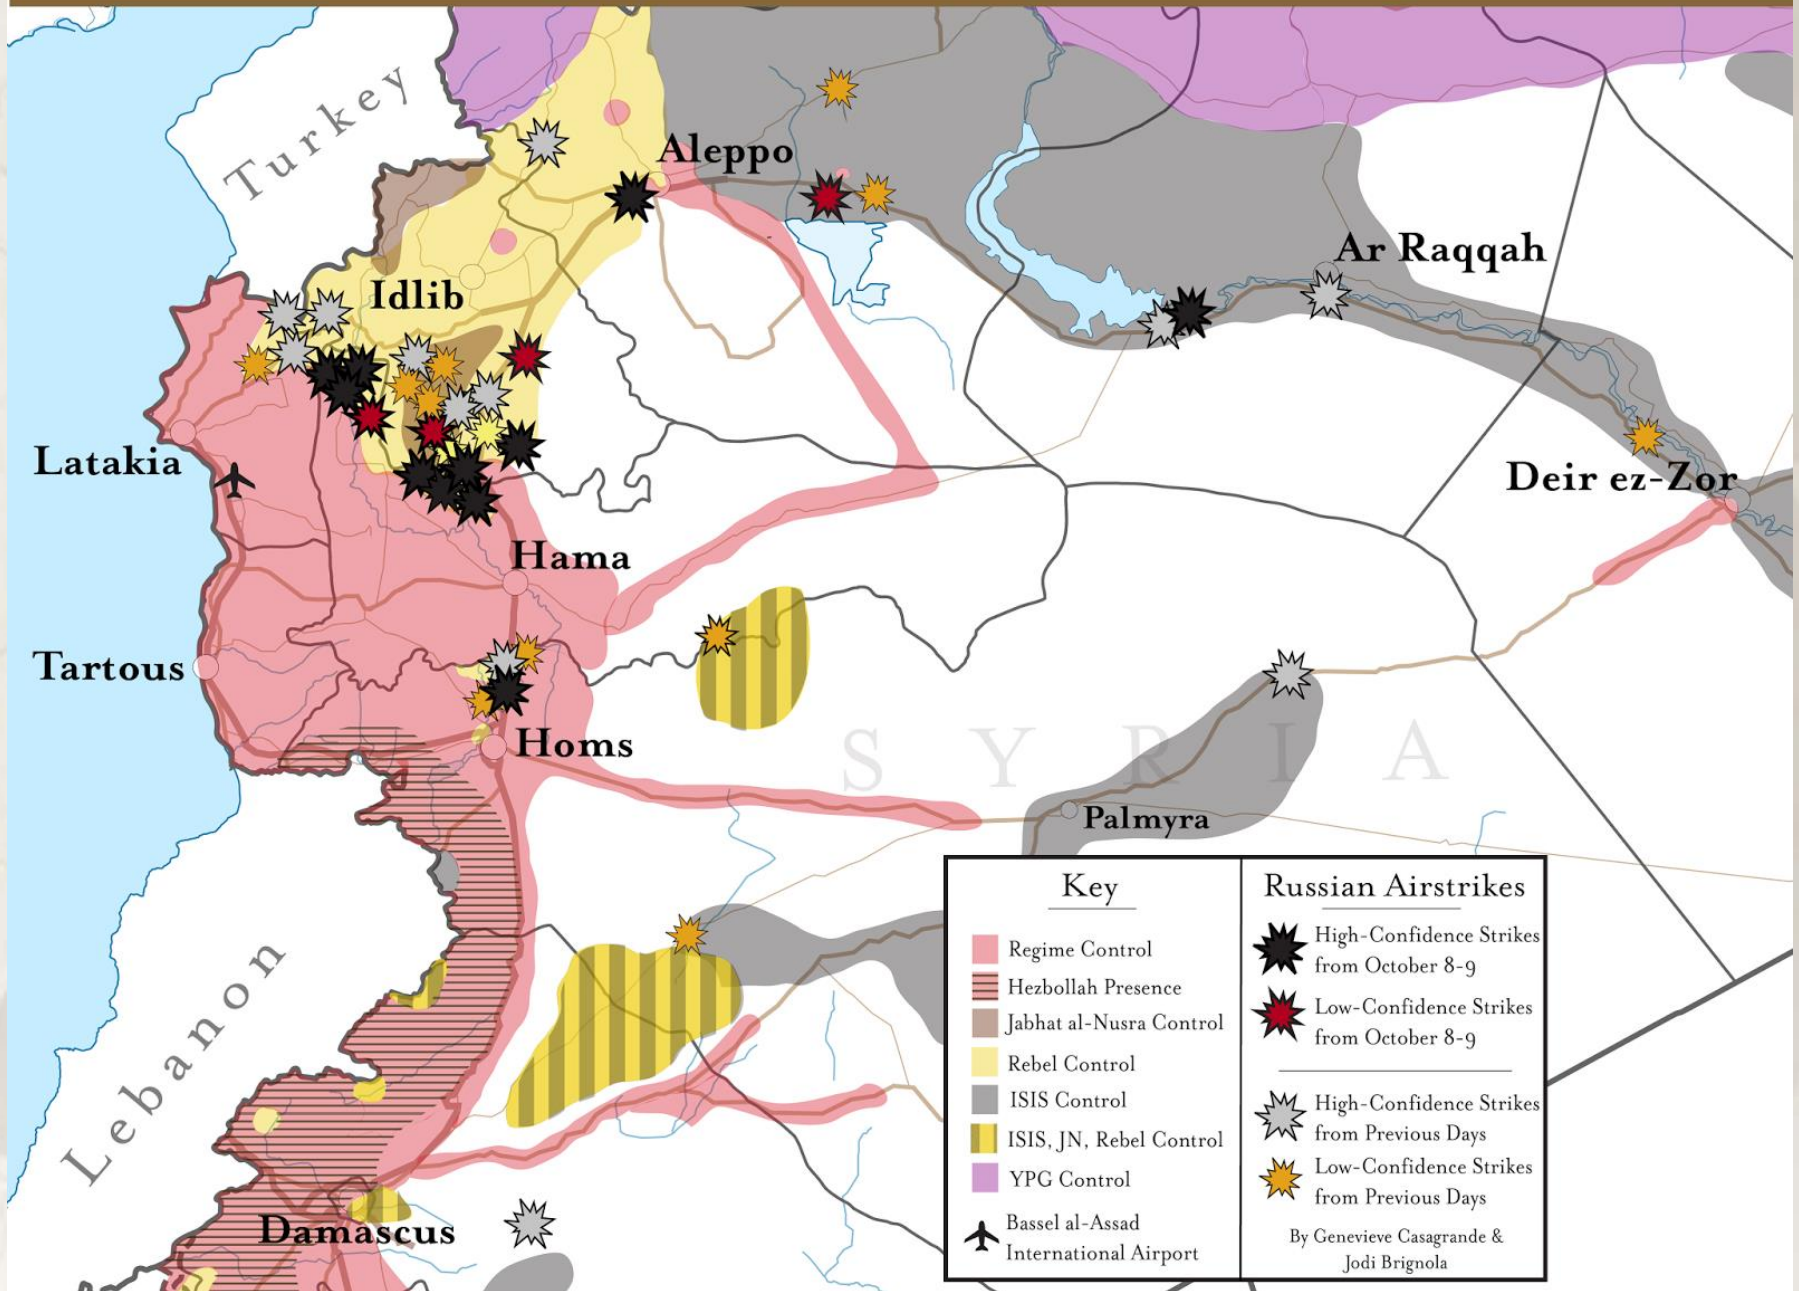 Turkey
Aleppo
Ar Raqqah
Idlib
Latakia
Deir ez-Zor
Hama
Tartous
Homs
SYRIA
Palmyra
Lebanon
Damascus
Key
Regime Control
Hezbollah Presence
Jabhat al-Nusra Control
Rebel Control
ISIS Control
ISIS, JN, Rebel Control
YPG Control
Bassel al-Assad
International Airport
Russian Airstrikes
High-Confidence Strikes
from October 8-9
Low-Confidence Strikes
from October 8-9
High-Confidence Strikes
from Previous Days
Low-Confidence Strikes
from Previous Days
By Genevieve Casagrande &
Jodi Brignola